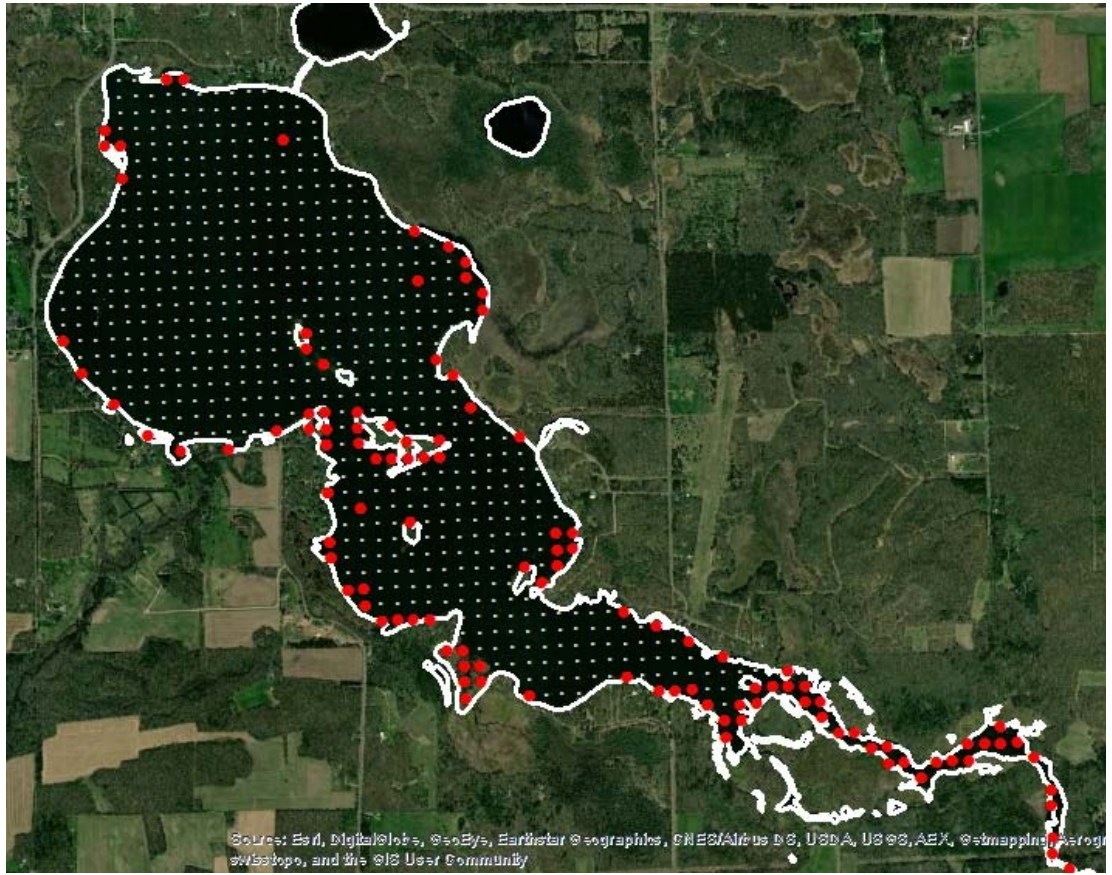 Source: Esri, DigitalGlobe, GeoEye, Earthstar Geographics, CNES/Airbus DS, USDA, USGS, AEX, Getmapping, Aerogr
swisstopo, and the GIS User Community